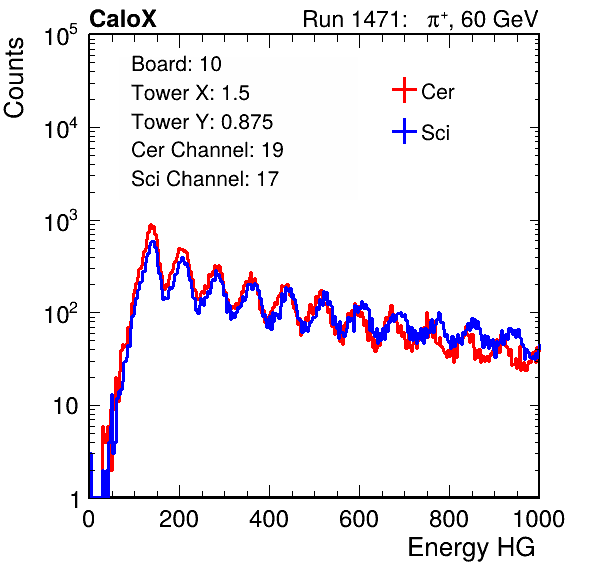 CaloX Run 1471: π⁺, 60 GeV
Counts
10⁵
10⁴
10³
10²
10
1
Board: 10
Tower X: 1.5
Tower Y: 0.875
Cer Channel: 19
Sci Channel: 17
Cer
Sci
0 200 400 600 800 1000
Energy HG